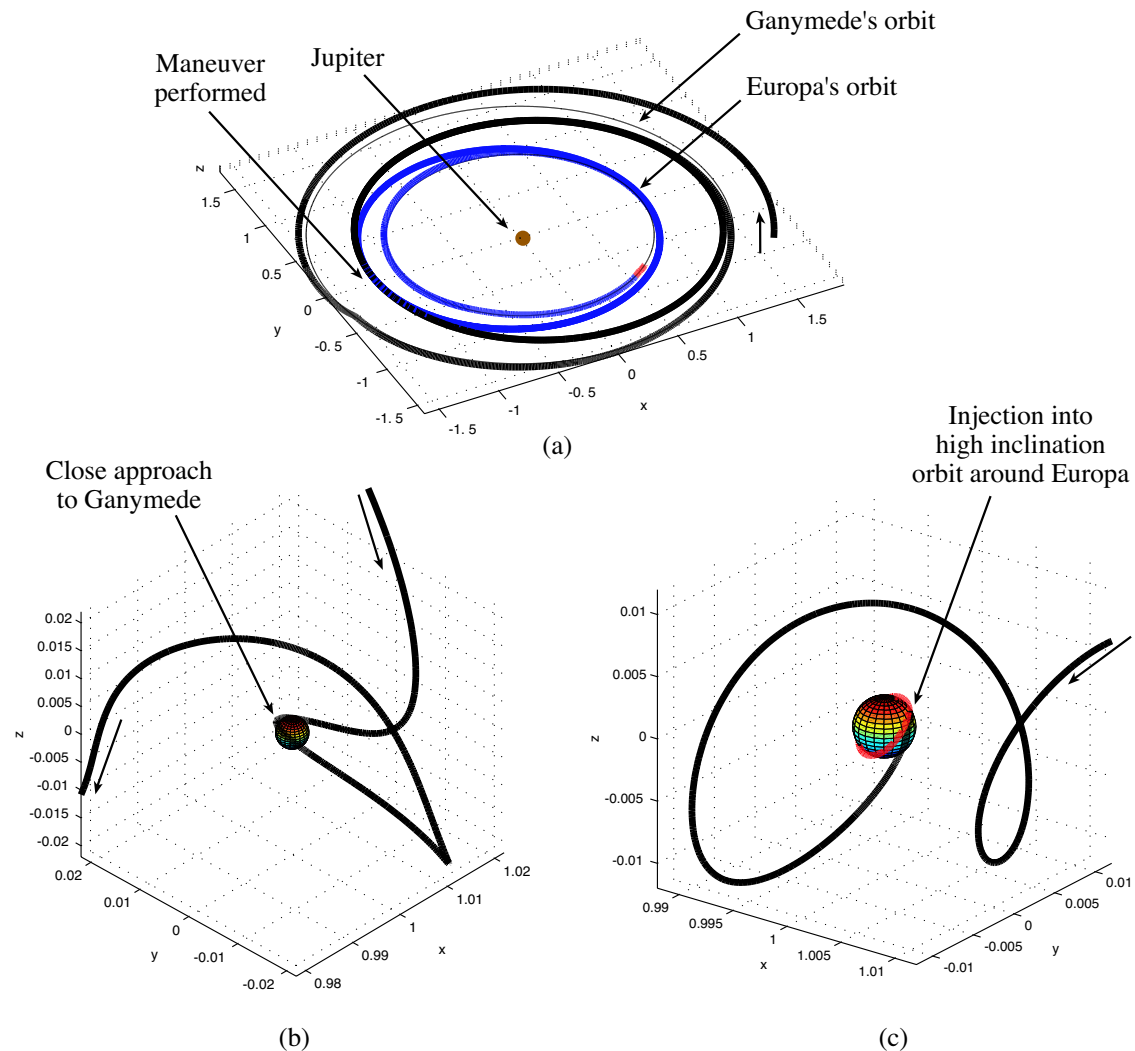 Ganymede's orbit
Jupiter
Maneuver
performed
Europa's orbit
z
1.5
1
0.5
0
-0. 5
-1
-1. 5
y
-1. 5
-1
-0. 5
0
0.5
1
1.5
x
(a)
Close approach
to Ganymede
0.02
0.015
0.01
0.005
0
-0.005
-0.01
-0.015
-0.02
z
0.02
0.01
0
-0.01
-0.02
y
0.98
0.99
1
1.01
1.02
x
(b)
Injection into
high inclination
orbit around Europa
0.01
0.005
0
-0.005
-0.01
z
0.99
0.995
1
1.005
1.01
x
-0.01
-0.005
0
0.005
0.01
y
(c)